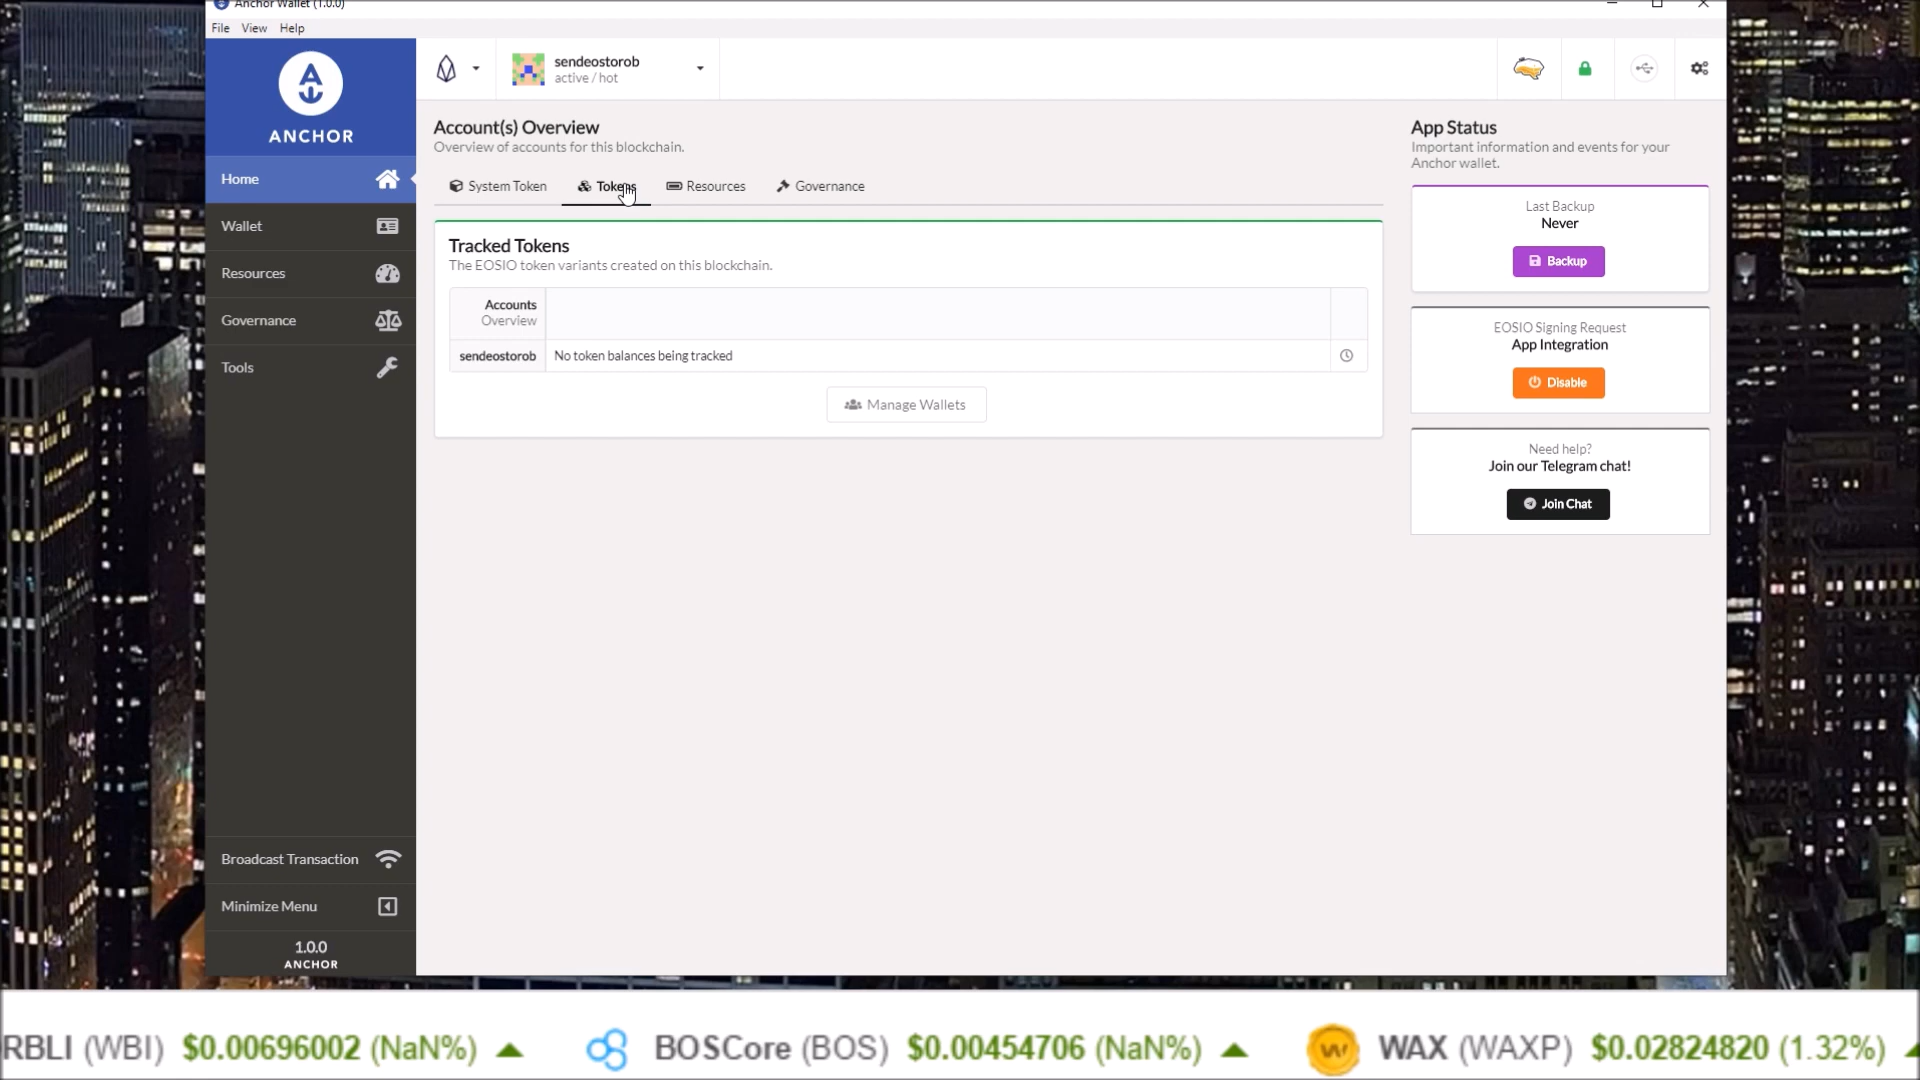 Anchor Wallet (1.0.0)
File View Help
ANCHOR
sendeostorob
active / hot
Home
Wallet
Resources
Governance
Tools
Broadcast Transaction
Minimize Menu
1.0.0
ANCHOR
Account(s) Overview
Overview of accounts for this blockchain.
System Token Tokens Resources Governance
Tracked Tokens
The EOSIO token variants created on this blockchain.
Accounts
Overview
sendeostorob No token balances being tracked
Manage Wallets
App Status
Important information and events for your
Anchor wallet.
Last Backup
Never
Backup
EOSIO Signing Request
App Integration
Disable
Need help?
Join our Telegram chat!
Join Chat
RBLI (WBI) $0.00696002 (NaN%) BOSCore (BOS) $0.00454706 (NaN%) WAX (WAXP) $0.02824820 (1.32%)